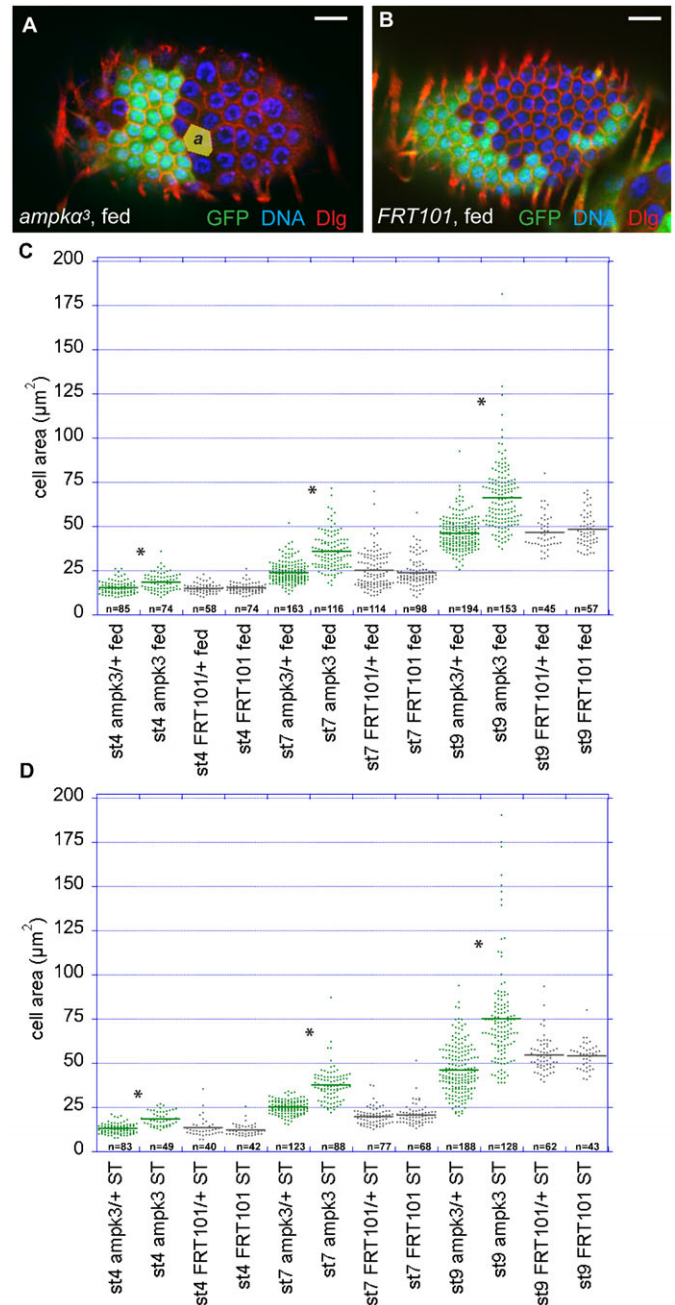 A
B
a
ampkα³, fed
GFP DNA Dlg
FRT101, fed
GFP DNA Dlg
C
cell area (µm²)
200
175
150
125
100
75
50
25
0
*
*
*
n=85 n=74 n=58 n=74 n=163 n=116 n=114 n=98 n=194 n=153 n=45 n=57
st4 ampk3/+ fed
st4 ampk3 fed
st4 FRT101/+ fed
st4 FRT101 fed
st7 ampk3/+ fed
st7 ampk3 fed
st7 FRT101/+ fed
st7 FRT101 fed
st9 ampk3/+ fed
st9 ampk3 fed
st9 FRT101/+ fed
st9 FRT101 fed
D
cell area (µm²)
200
175
150
125
100
75
50
25
0
*
*
*
n=83 n=49 n=40 n=42 n=123 n=88 n=77 n=68 n=188 n=128 n=62 n=43
st4 ampk3/+ ST
st4 ampk3 ST
st4 FRT101/+ ST
st4 FRT101 ST
st7 ampk3/+ ST
st7 ampk3 ST
st7 FRT101/+ ST
st7 FRT101 ST
st9 ampk3/+ ST
st9 ampk3 ST
st9 FRT101/+ ST
st9 FRT101 ST